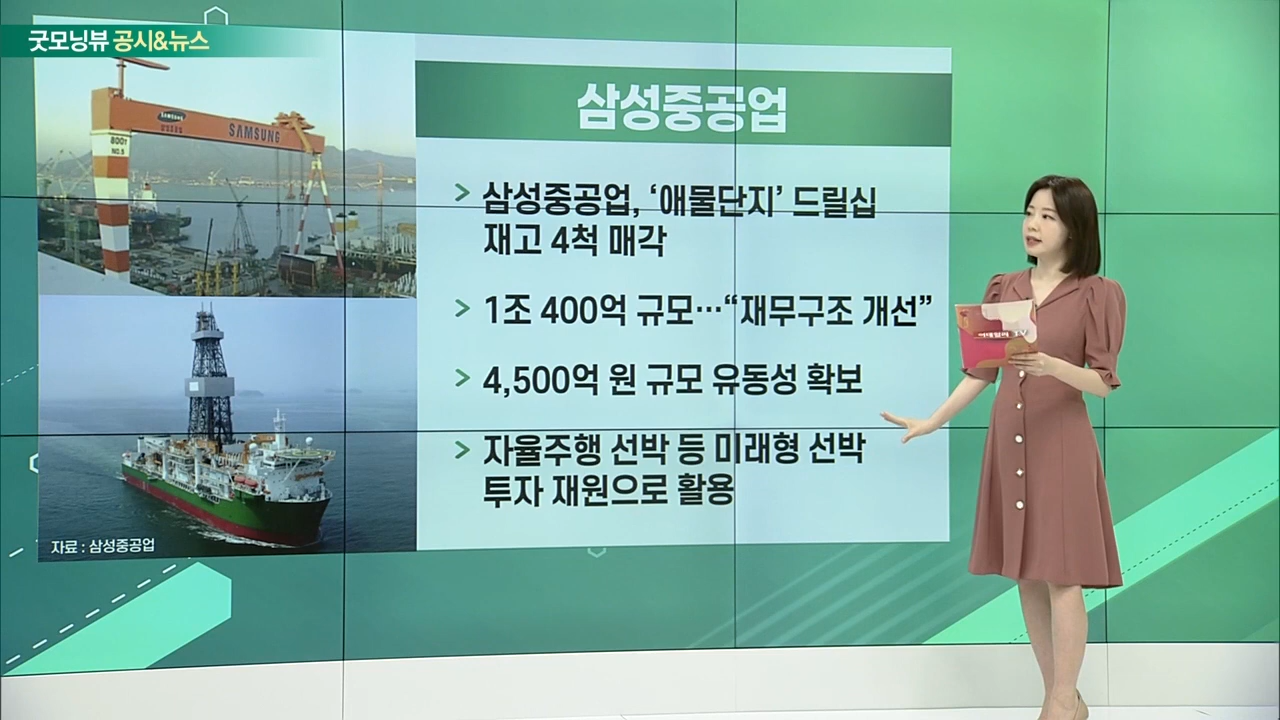 굿모닝뷰 공시&뉴스
삼성중공업
SAMSUNG
800T
> 삼성중공업, ‘애물단지’ 드릴십
재고 4척 매각
> 1조 400억 규모…“재무구조 개선”
> 4,500억 원 규모 유동성 확보
> 자율주행 선박 등 미래형 선박
투자 재원으로 활용
자료 : 삼성중공업